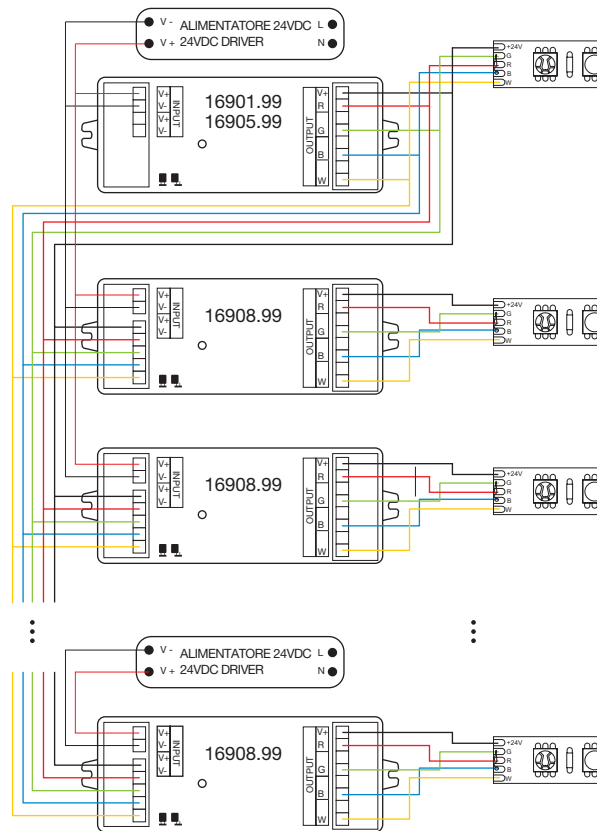 V - ALIMENTATORE 24VDC L
V + 24VDC DRIVER N
+24V
G
R
B
W
V+
V-
V+
V-
INPUT
16901.99
16905.99
OUTPUT
V+
R
G
B
W
V+
V-
V+
V-
INPUT
16908.99
OUTPUT
V+
R
G
B
W
+24V
G
R
B
W
V+
V-
V+
V-
INPUT
16908.99
OUTPUT
V+
R
G
B
W
+24V
G
R
B
W
V - ALIMENTATORE 24VDC L
V + 24VDC DRIVER N
V+
V-
V+
V-
INPUT
16908.99
OUTPUT
V+
R
G
B
W
+24V
G
R
B
W